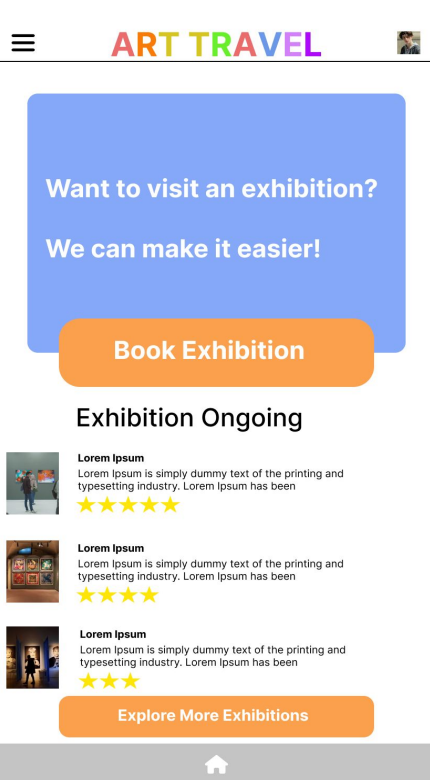 ART TRAVEL
Want to visit an exhibition?
We can make it easier!
Book Exhibition
Exhibition Ongoing
Lorem Ipsum
Lorem Ipsum is simply dummy text of the printing and
typesetting industry. Lorem Ipsum has been
Lorem Ipsum
Lorem Ipsum is simply dummy text of the printing and
typesetting industry. Lorem Ipsum has been
Lorem Ipsum
Lorem Ipsum is simply dummy text of the printing and
typesetting industry. Lorem Ipsum has been
Explore More Exhibitions